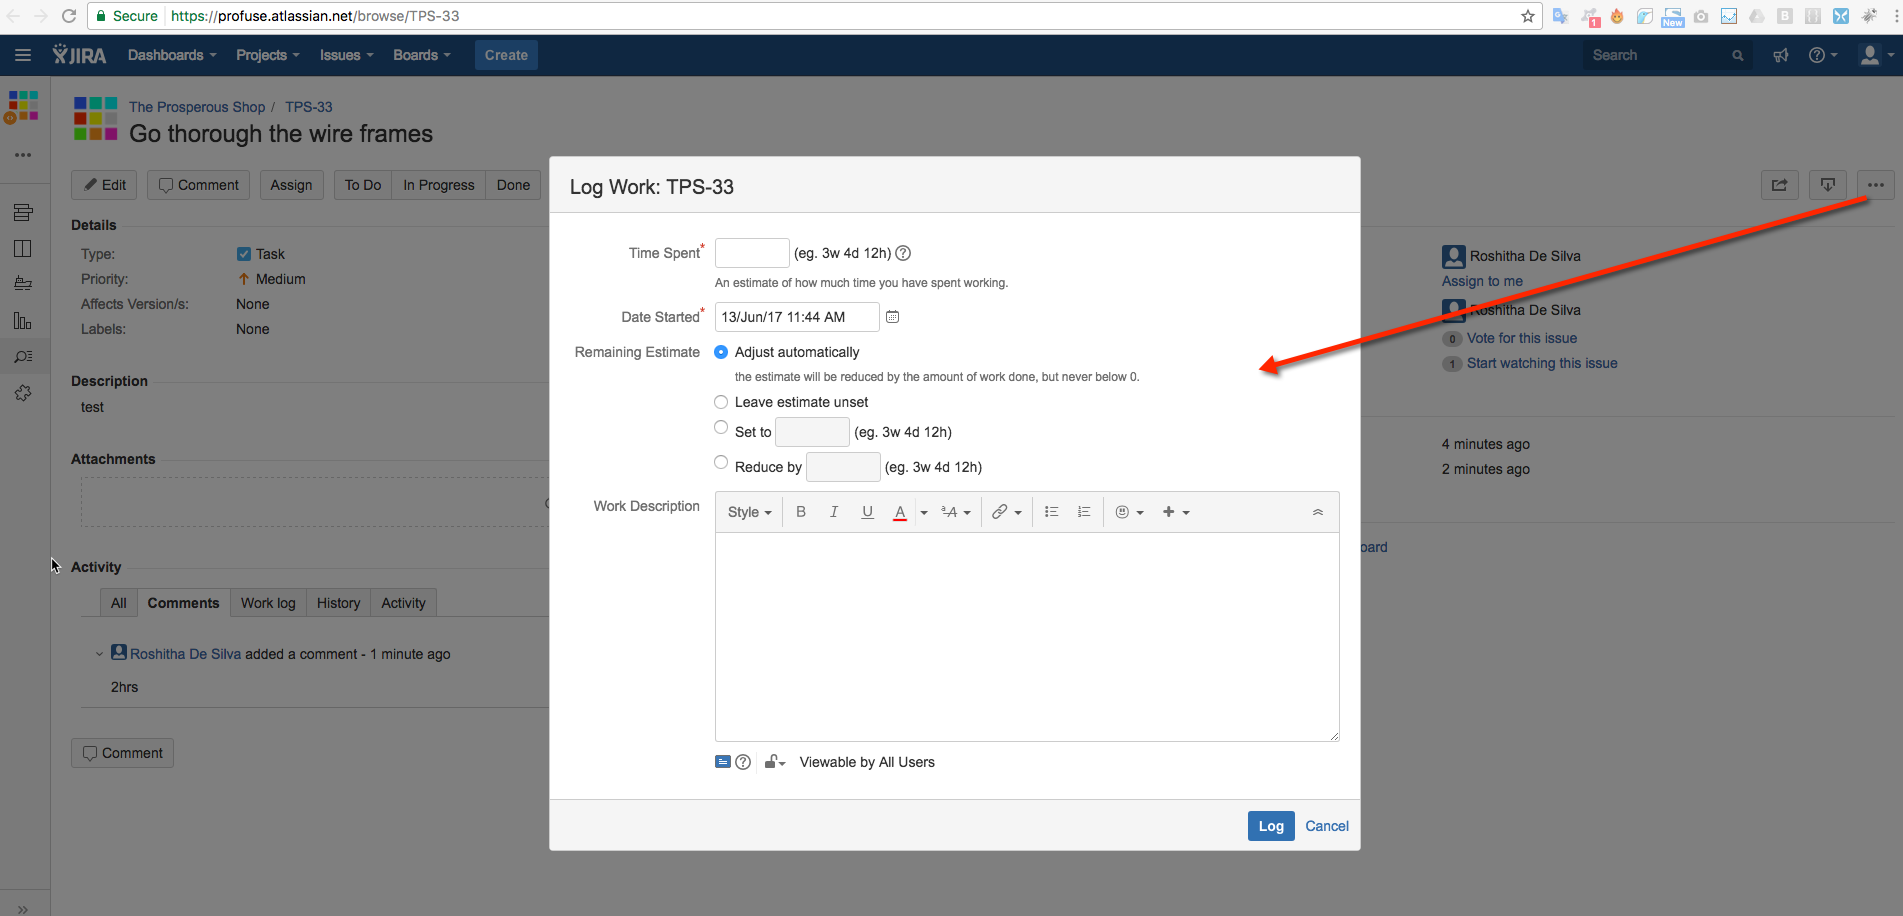 Secure https://profuse.atlassian.net/browse/TPS-33
1
New
B
JIRA Dashboards Projects Issues Boards Create Search
The Prosperous Shop / TPS-33
Go thorough the wire frames
Edit Comment Assign To Do In Progress Done
Details
Type: Task
Priority: Medium
Affects Version/s: None
Labels: None
Description
test
Attachments
Activity
All Comments Work log History Activity
Roshitha De Silva added a comment - 1 minute ago
2hrs
Comment
Log Work: TPS-33
Time Spent* (eg. 3w 4d 12h)
An estimate of how much time you have spent working.
Date Started* 13/Jun/17 11:44 AM
Remaining Estimate Adjust automatically
the estimate will be reduced by the amount of work done, but never below 0.
Leave estimate unset
Set to (eg. 3w 4d 12h)
Reduce by (eg. 3w 4d 12h)
Work Description Style B I U A
Viewable by All Users
Log Cancel
Roshitha De Silva
Assign to me
Roshitha De Silva
0 Vote for this issue
1 Start watching this issue
4 minutes ago
2 minutes ago
oard